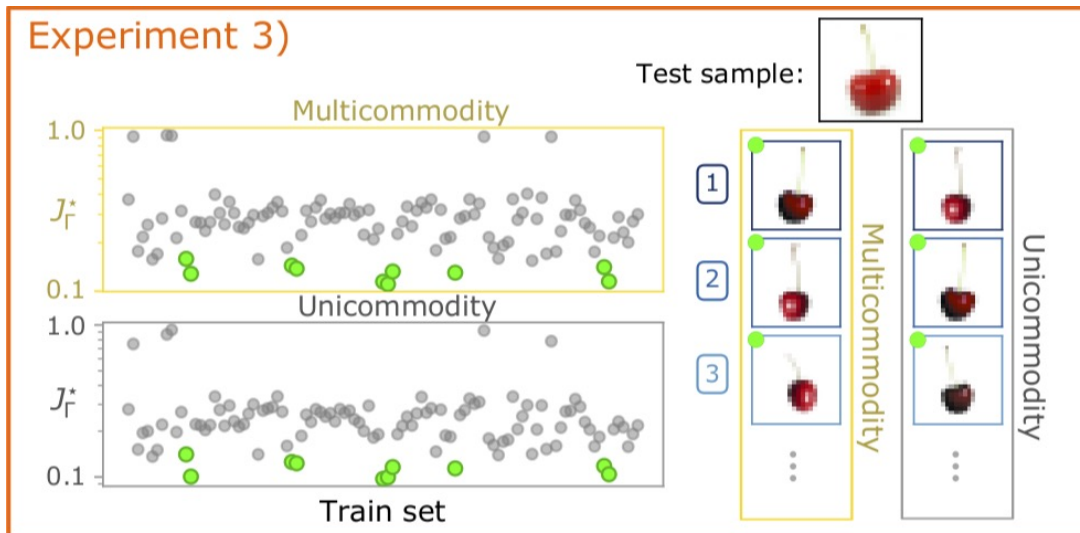 Experiment 3)
Test sample:
Multicommodity
1.0
J*Γ
0.1
Unicommodity
1.0
J*Γ
0.1
Train set
1
2
3
Multicommodity
Unicommodity